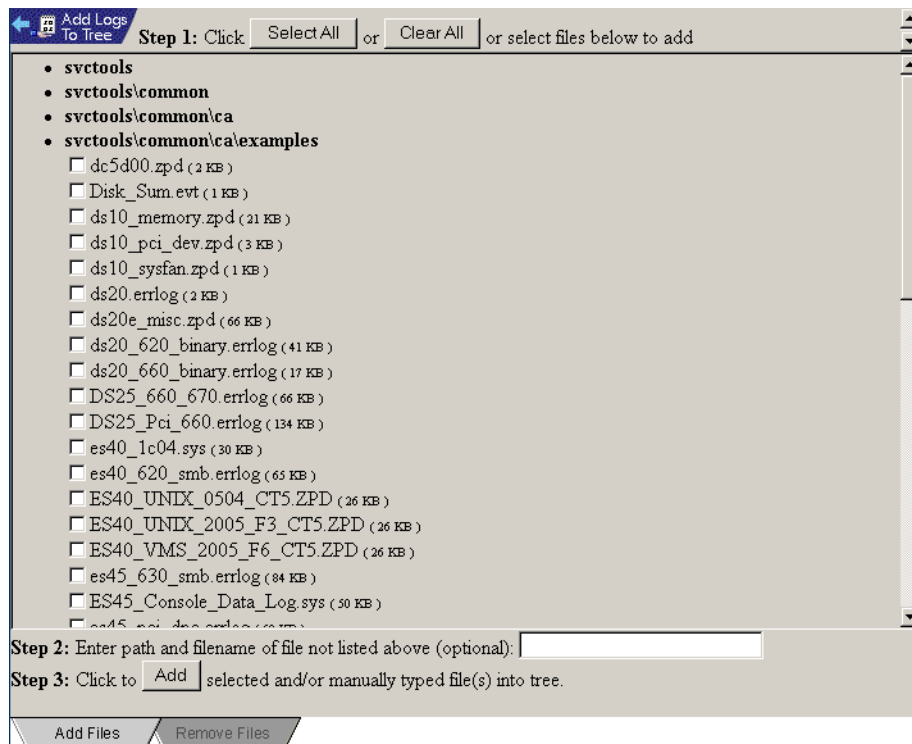 Add Logs To Tree Step 1: Click Select All or Clear All or select files below to add
• svctools
• svctools\common
• svctools\common\ca
• svctools\common\ca\examples
dc5d00.zpd ( 2 KB )
Disk_Sum.evt ( 1 KB )
ds10_memory.zpd ( 21 KB )
ds10_pci_dev.zpd ( 3 KB )
ds10_sysfan.zpd ( 1 KB )
ds20.errlog ( 2 KB )
ds20e_misc.zpd ( 66 KB )
ds20_620_binary.errlog ( 41 KB )
ds20_660_binary.errlog ( 17 KB )
DS25_660_670.errlog ( 66 KB )
DS25_Pci_660.errlog ( 134 KB )
es40_1c04.sys ( 30 KB )
es40_620_smb.errlog ( 65 KB )
ES40_UNIX_0504_CT5.ZPD ( 26 KB )
ES40_UNIX_2005_F3_CT5.ZPD ( 26 KB )
ES40_VMS_2005_F6_CT5.ZPD ( 26 KB )
es45_630_smb.errlog ( 84 KB )
ES45_Console_Data_Log.sys ( 50 KB )
Step 2: Enter path and filename of file not listed above (optional):
Step 3: Click to Add selected and/or manually typed file(s) into tree.
Add Files Remove Files